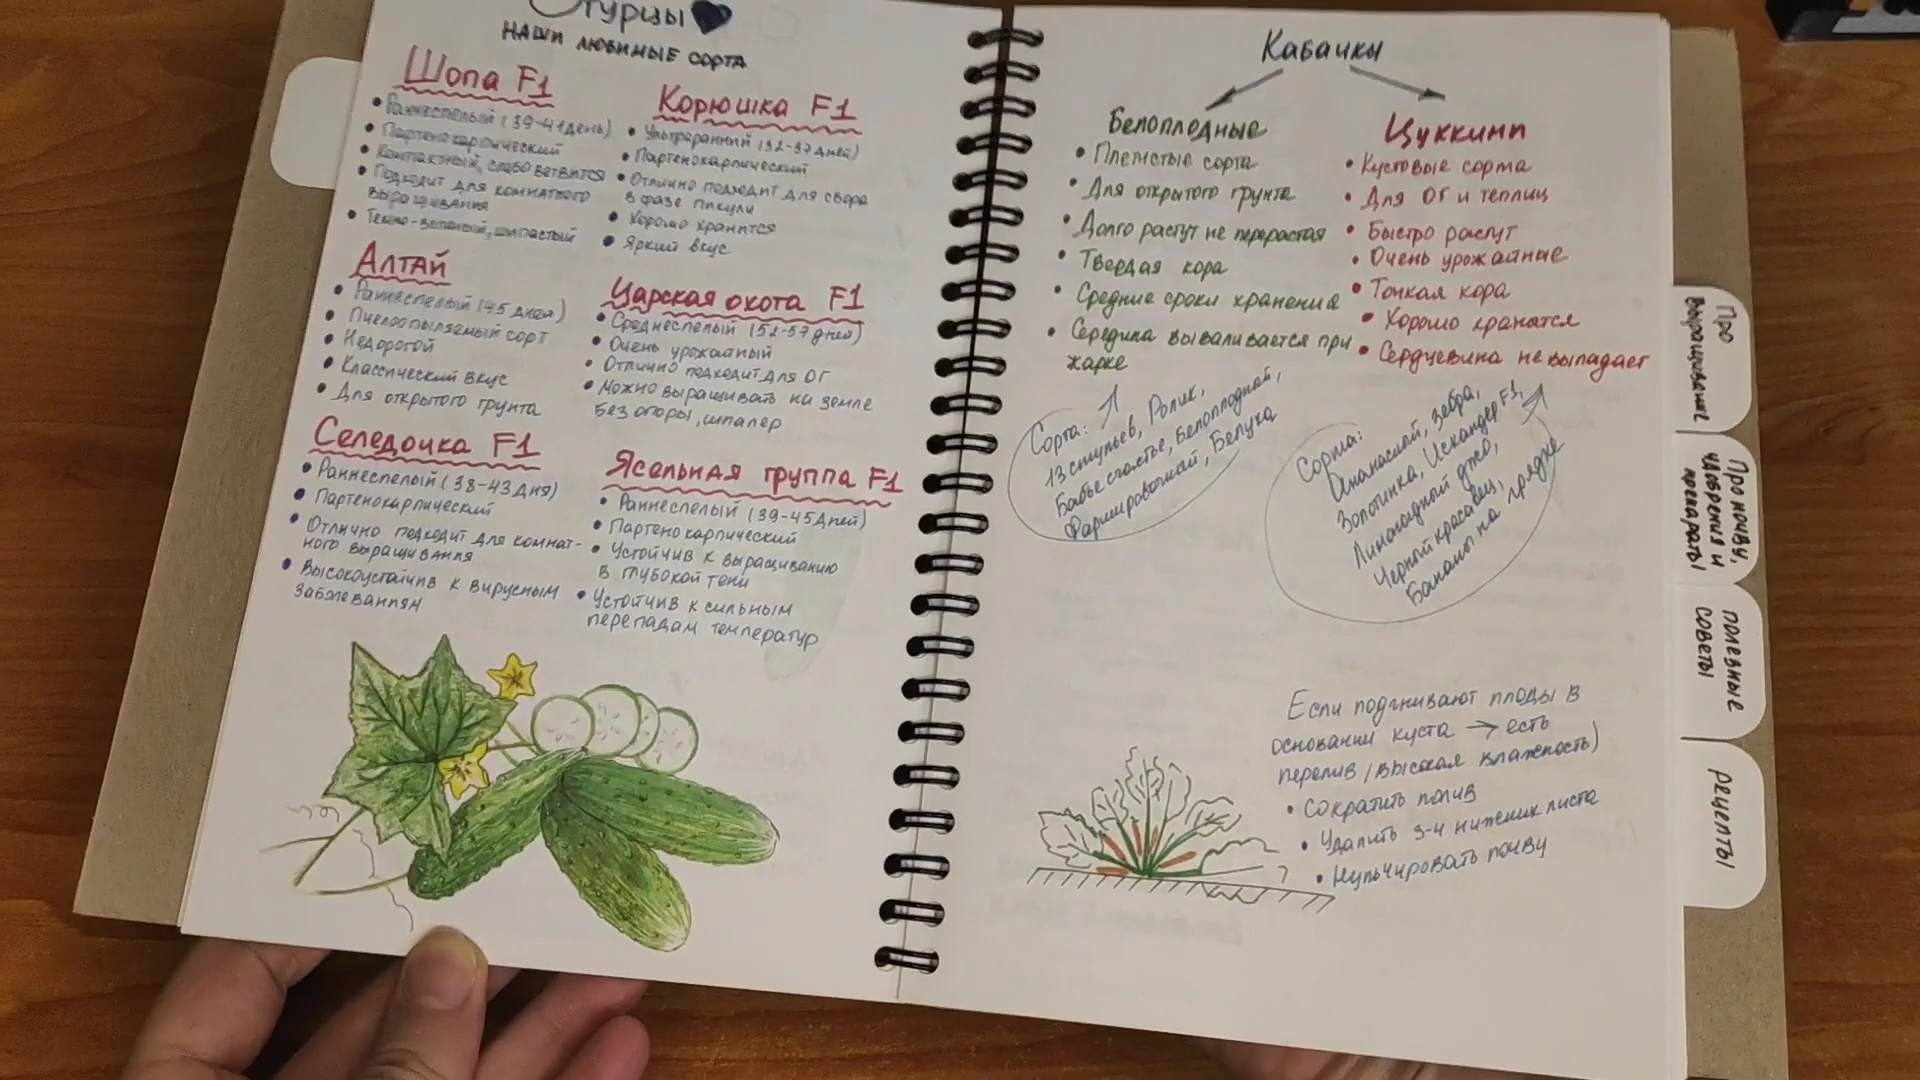 Огурцы
НАШИ ЛЮБИМЫЕ СОРТА
Шопа F1
• Раннеспелый (39-41 день)
• Партенокарпический
• Компактный, слабо ветвится
• Подходит для комнатного
выращивания
• Темно-зеленый, шипастый
АЛТАЙ
• Раннеспелый (45 дней)
• Пчелоопыляемый сорт
• Недорогой
• Классический вкус
• Для открытого грунта
Селедочка F1
• Раннеспелый (38-43 дня)
• Партенокарпический
• Отлично подходит для комнат-
ного выращивания
• Высокоустойчив к вирусным
заболеваниям
Корюшка F1
• Ультраранний (32-37 дней)
• Партенокарпический
• Отлично подходит для сбора
в фазе пикули
• Хорошо хранится
• Яркий вкус
Царская охота F1
• Среднеспелый (52-57 дней)
• Очень урожайный
• Отлично подходит для ОГ
• Можно выращивать на земле
без опоры, шпалер
Ясельная группа F1
• Раннеспелый (39-45 дней)
• Партенокарпический
• Устойчив к выращиванию
в глубокой тени
• Устойчив к сильным
перепадам температур
Кабачки
Белоплодные
• Плетистые сорта
• Для открытого грунта
• Долго растут не перерастая
• Твердая кора
• Средние сроки хранения
• Середина вываливается при
жарке
Сорта:
13 стульев, Ролик,
Бабье счастье, Белоплодный,
Фаршировочный, Белуха
Цуккини
• Кустовые сорта
• Для ОГ и теплиц
• Быстро растут
• Очень урожайные
• Тонкая кора
• Хорошо хранятся
• Сердцевина не выпадает
Сорта:
Ананасный, Зебра,
Золотинка, Искандер F1,
Лимонадный джо,
Черный красавец,
Бананы на грядке
Если подгнивают плоды в
основании куста → есть
перелив/высокая влажность)
• Сократить полив
• Удалить 3-4 нижних листа
• Мульчировать почву
Про
выращивание
Про почву,
удобрения и
препараты
Полезные
советы
Рецепты